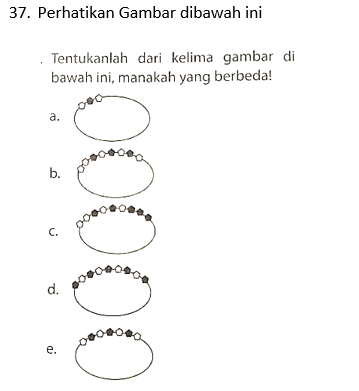 37. Perhatikan Gambar dibawah ini
. Tentukanlah dari kelima gambar di
bawah ini, manakah yang berbeda!
a.
b.
c.
d.
e.